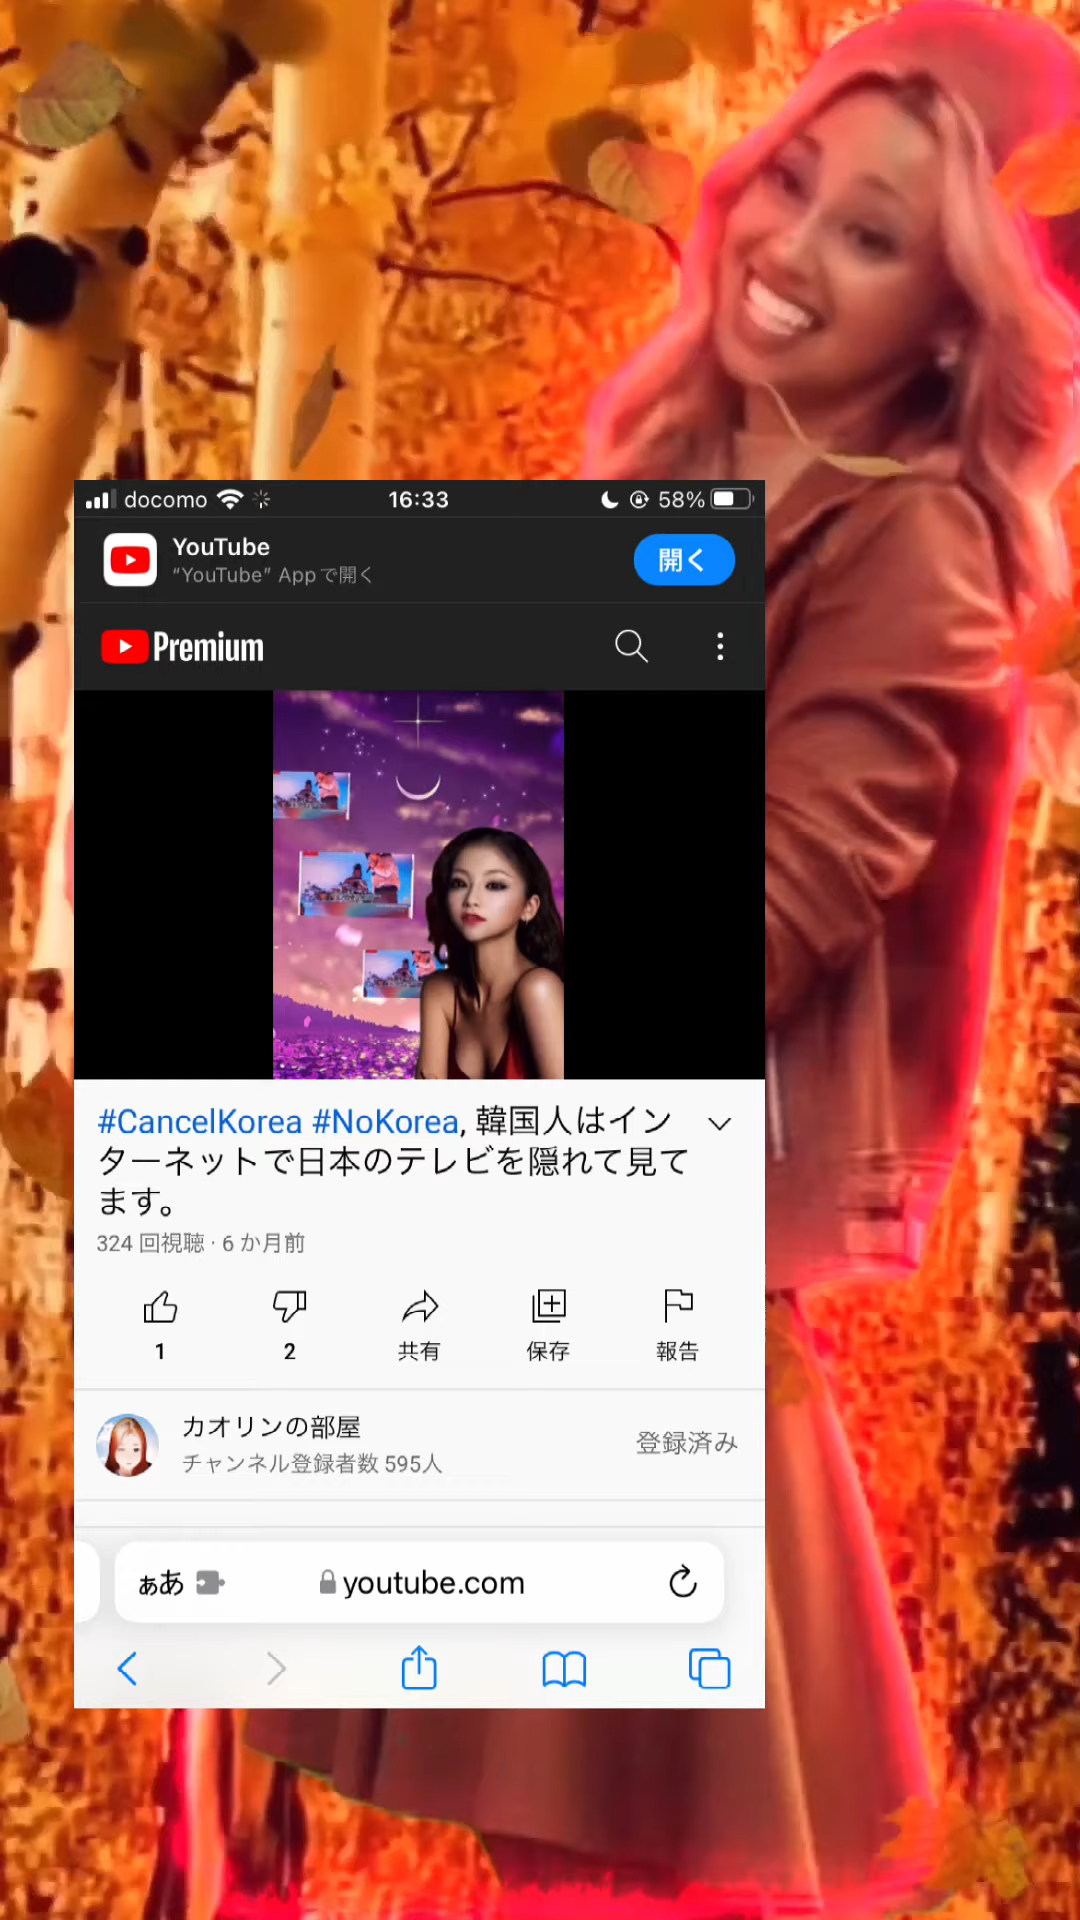 docomo 16:33 58%
YouTube
“YouTube” Appで開く
開く
Premium
#CancelKorea #NoKorea, 韓国人はイン
ターネットで日本のテレビを隠れて見て
ます。
324 回視聴 · 6 か月前
1 2 共有 保存 報告
カオリンの部屋
チャンネル登録者数 595人
登録済み
ぁあ youtube.com